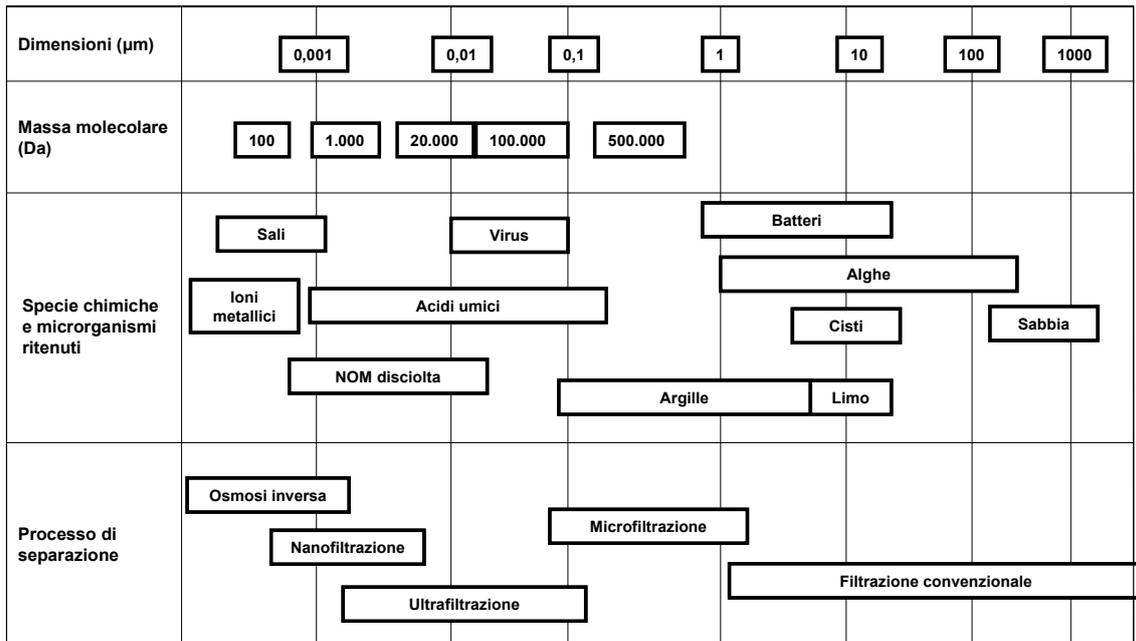 Dimensioni (µm)
0,001
0,01
0,1
1
10
100
1000
Massa molecolare
(Da)
100
1.000
20.000
100.000
500.000
Specie chimiche
e microrganismi
ritenuti
Sali
Virus
Batteri
Alghe
Ioni
metallici
Acidi umici
Cisti
Sabbia
NOM disciolta
Argille
Limo
Processo di
separazione
Osmosi inversa
Microfiltrazione
Nanofiltrazione
Filtrazione convenzionale
Ultrafiltrazione